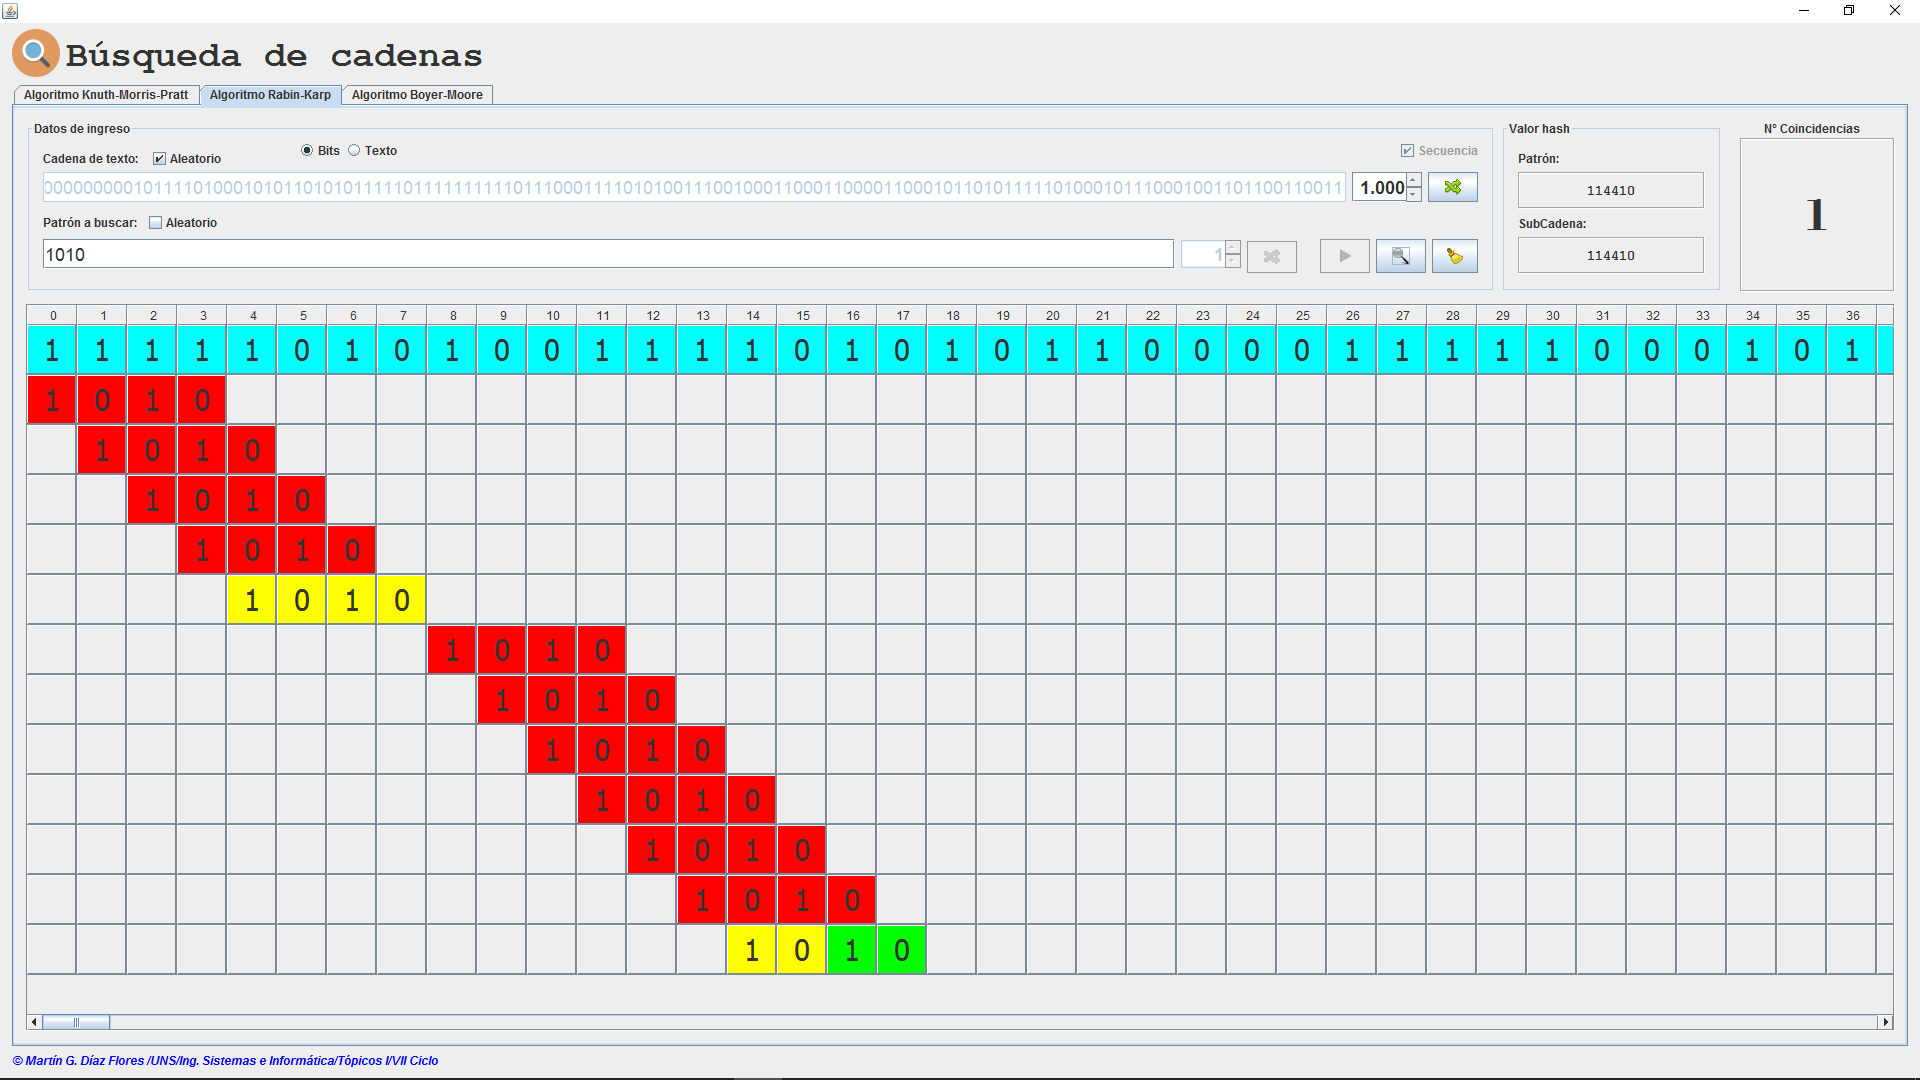 Búsqueda de cadenas
Algoritmo Knuth-Morris-Pratt Algoritmo Rabin-Karp Algoritmo Boyer-Moore
Datos de ingreso
Cadena de texto: Aleatorio Bits Texto Secuencia
1.000
Patrón a buscar: Aleatorio
1010 1
Valor hash
Patrón:
114410
SubCadena:
114410
N° Coincidencias
1
0 1 2 3 4 5 6 7 8 9 10 11 12 13 14 15 16 17 18 19 20 21 22 23 24 25 26 27 28 29 30 31 32 33 34 35 36
1 1 1 1 1 0 1 0 1 0 0 1 1 1 1 0 1 0 1 0 1 1 0 0 0 0 1 1 1 1 1 0 0 0 1 0 1
1 0 1 0
1 0 1 0
1 0 1 0
1 0 1 0
1 0 1 0
1 0 1 0
1 0 1 0
1 0 1 0
1 0 1 0
1 0 1 0
1 0 1 0
1 0 1 0
© Martín G. Díaz Flores /UNS/Ing. Sistemas e Informática/Tópicos I/VII Ciclo